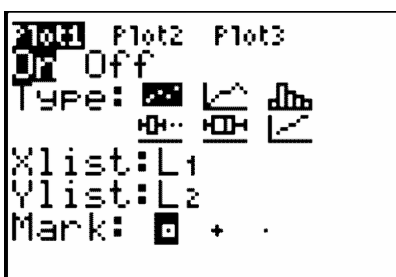 Plot1 Plot2 Plot3
On Off
Type:
Xlist:L₁
Ylist:L₂
Mark: + ·